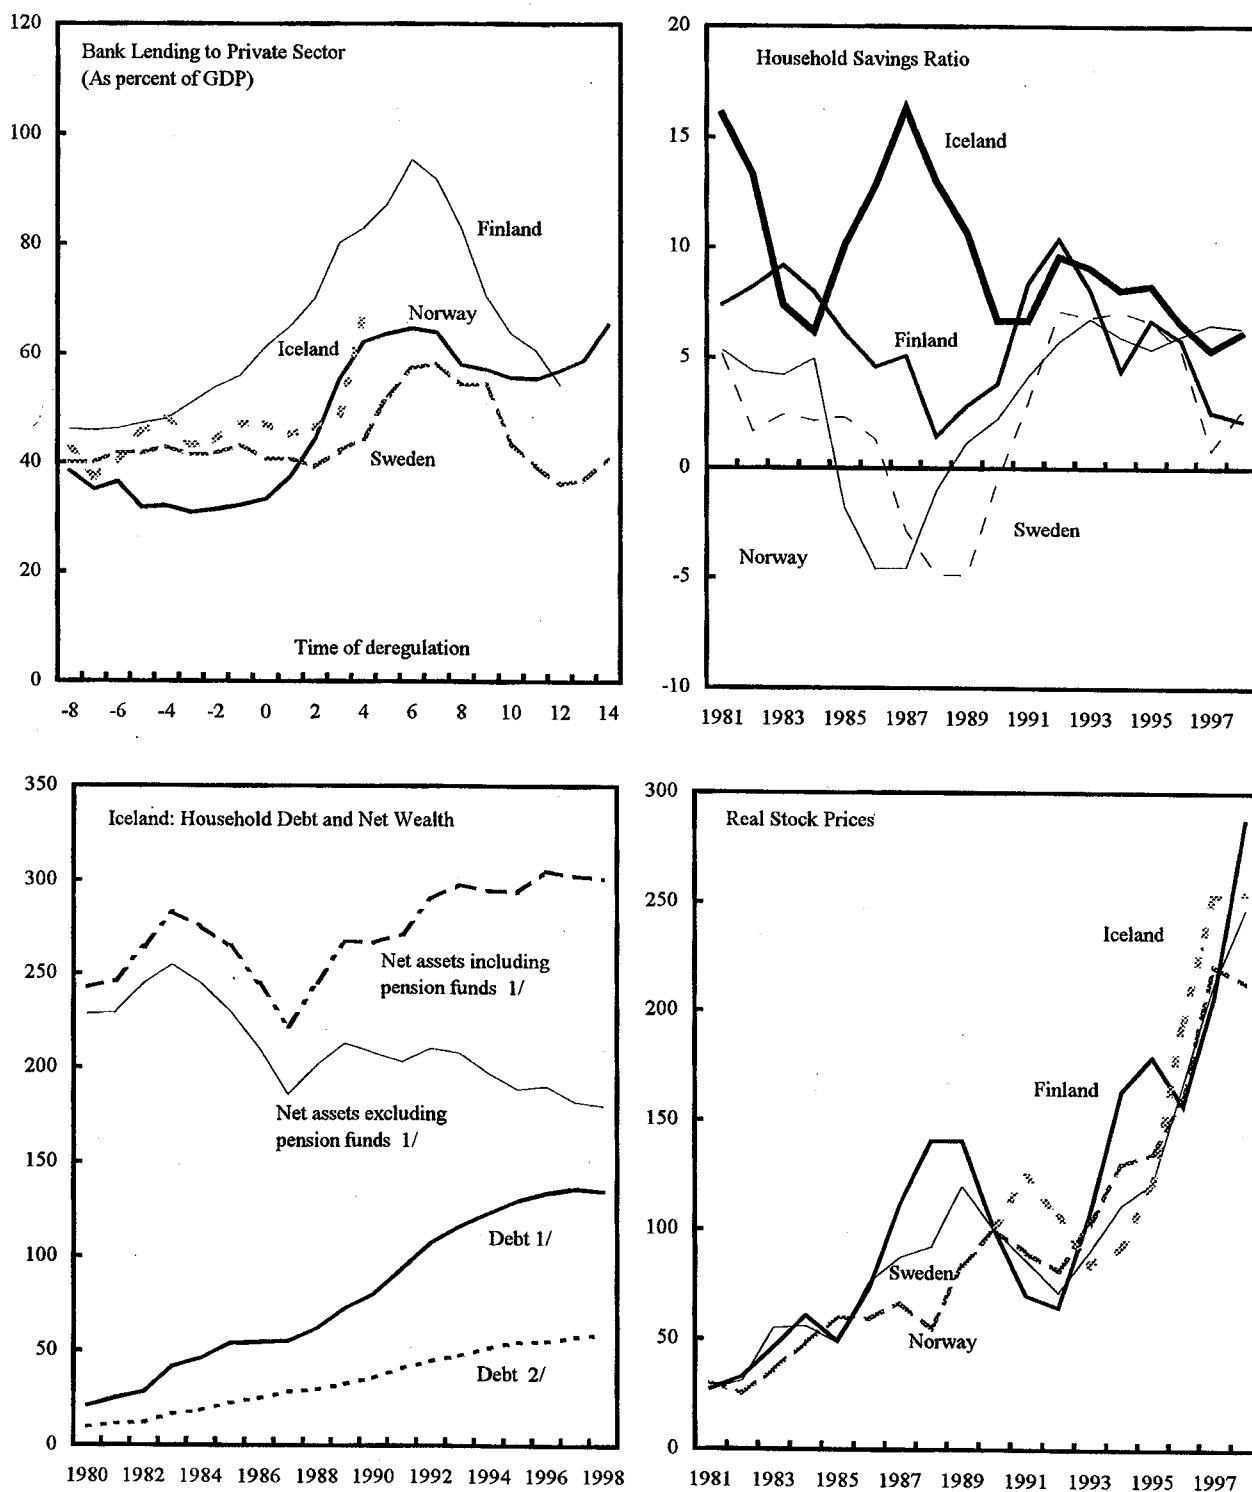 120
100
80
60
40
20
0
Bank Lending to Private Sector
(As percent of GDP)
Finland
Norway
Iceland
Sweden
Time of deregulation
-8 -6 -4 -2 0 2 4 6 8 10 12 14
20
15
10
5
0
-5
-10
Household Savings Ratio
Iceland
Finland
Sweden
Norway
1981 1983 1985 1987 1989 1991 1993 1995 1997
350
300
250
200
150
100
50
0
Iceland: Household Debt and Net Wealth
Net assets including
pension funds 1/
Net assets excluding
pension funds 1/
Debt 1/
Debt 2/
1980 1982 1984 1986 1988 1990 1992 1994 1996 1998
300
250
200
150
100
50
0
Real Stock Prices
Iceland
Finland
Sweden
Norway
1981 1983 1985 1987 1989 1991 1993 1995 1997